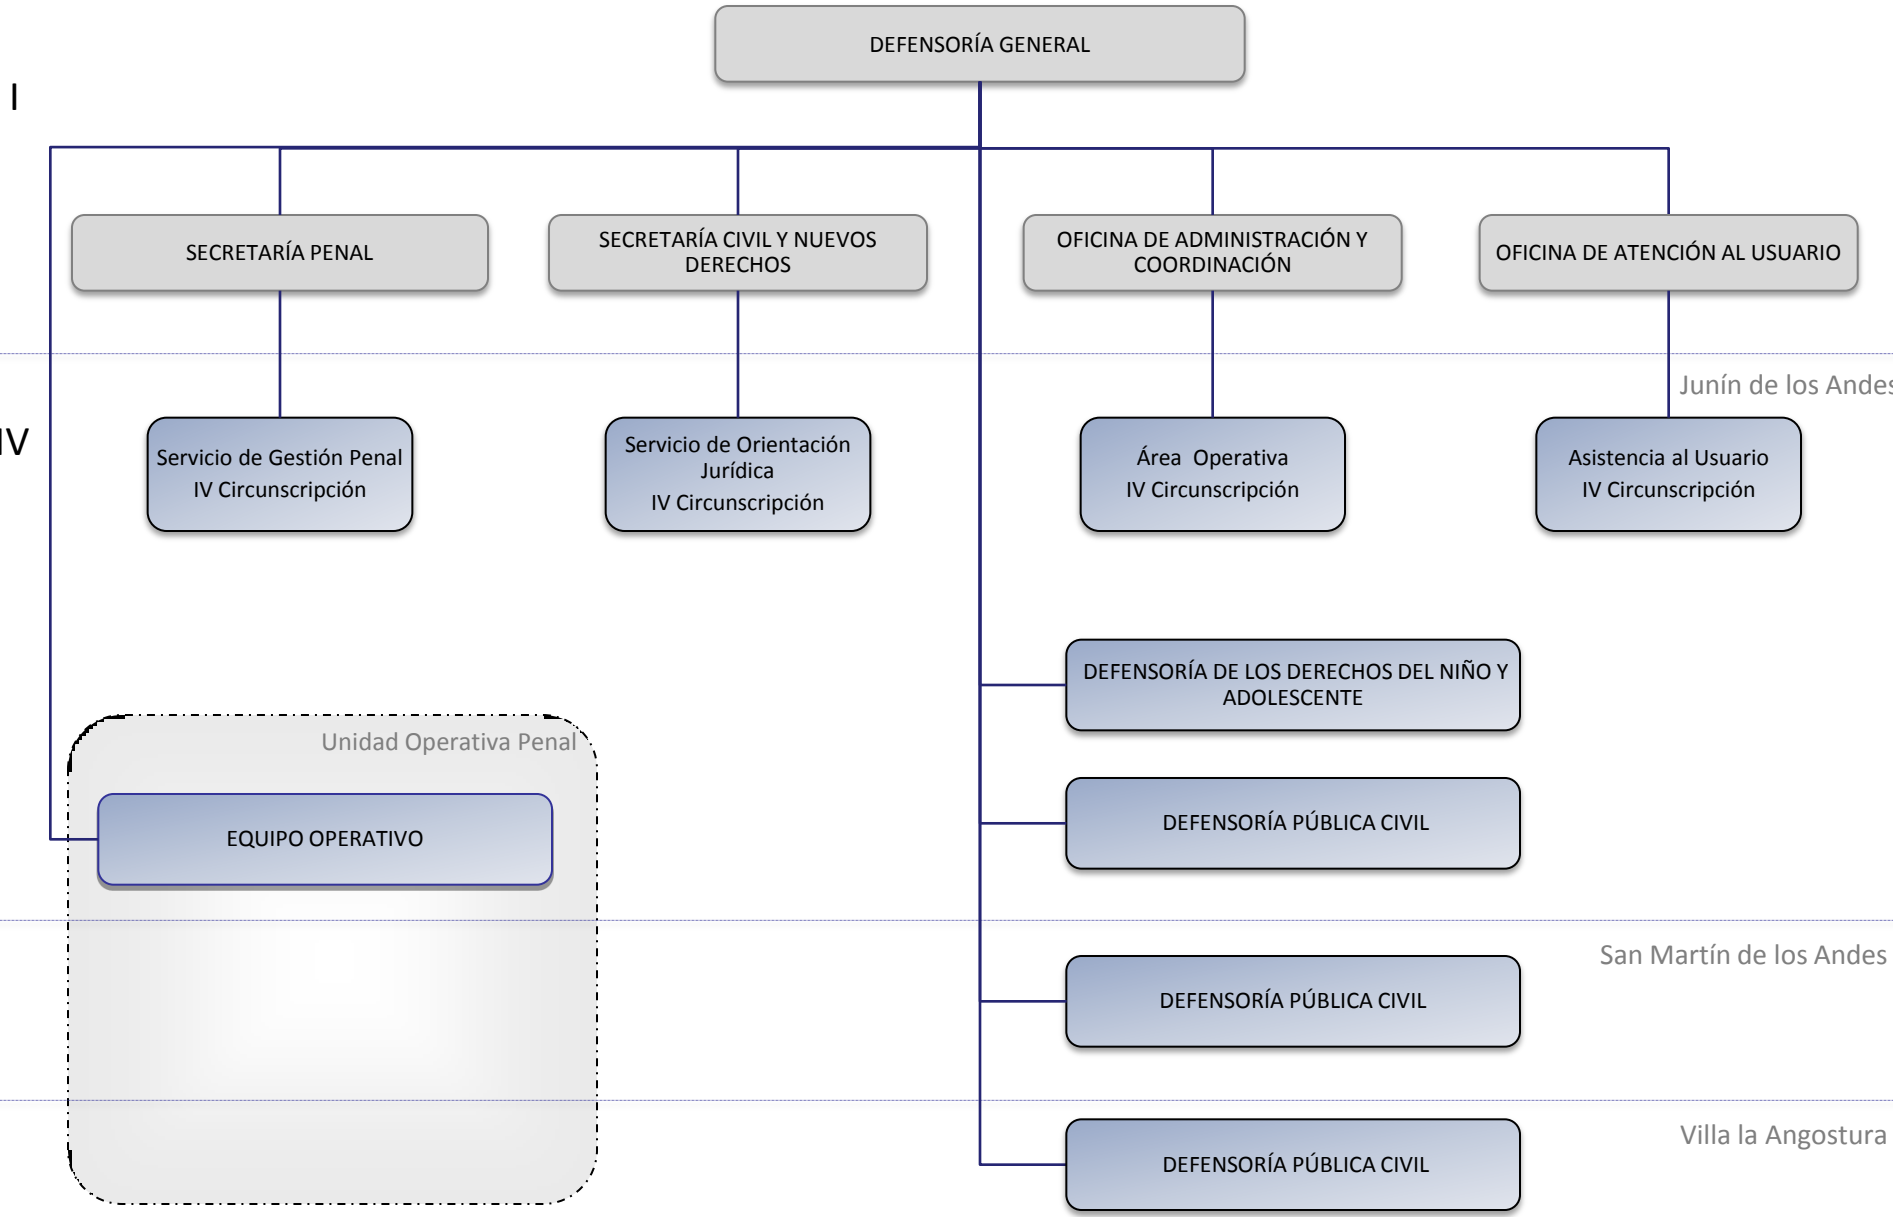 DEFENSORÍA GENERAL
I
SECRETARÍA PENAL
SECRETARÍA CIVIL Y NUEVOS
DERECHOS
OFICINA DE ADMINISTRACIÓN Y
COORDINACIÓN
OFICINA DE ATENCIÓN AL USUARIO
Junín de los Andes
IV
Servicio de Gestión Penal
IV Circunscripción
Servicio de Orientación
Jurídica
IV Circunscripción
Área Operativa
IV Circunscripción
Asistencia al Usuario
IV Circunscripción
DEFENSORÍA DE LOS DERECHOS DEL NIÑO Y
ADOLESCENTE
Unidad Operativa Penal
EQUIPO OPERATIVO
DEFENSORÍA PÚBLICA CIVIL
San Martín de los Andes
DEFENSORÍA PÚBLICA CIVIL
Villa la Angostura
DEFENSORÍA PÚBLICA CIVIL